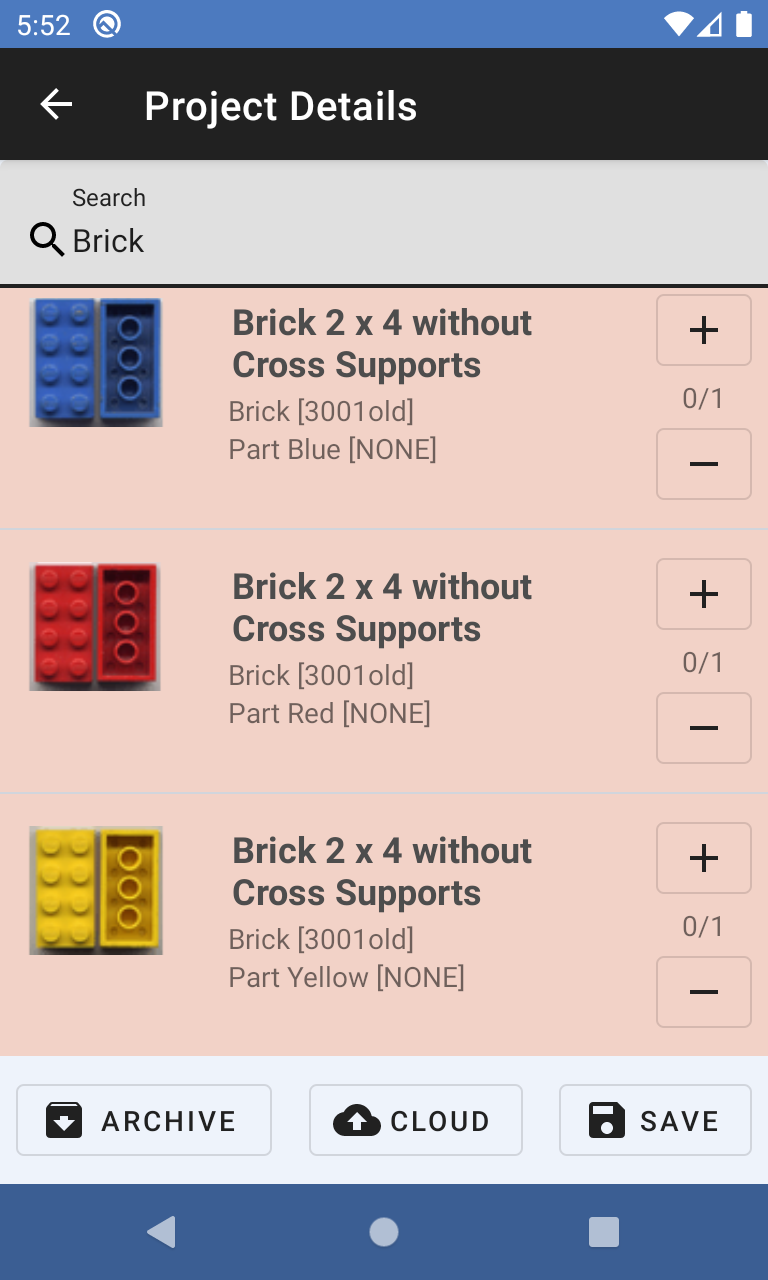 5:52
Project Details
Search
Brick
Brick 2 x 4 without
Cross Supports
Brick [3001old]
Part Blue [NONE]
0/1
Brick 2 x 4 without
Cross Supports
Brick [3001old]
Part Red [NONE]
0/1
Brick 2 x 4 without
Cross Supports
Brick [3001old]
Part Yellow [NONE]
0/1
ARCHIVE
CLOUD
SAVE